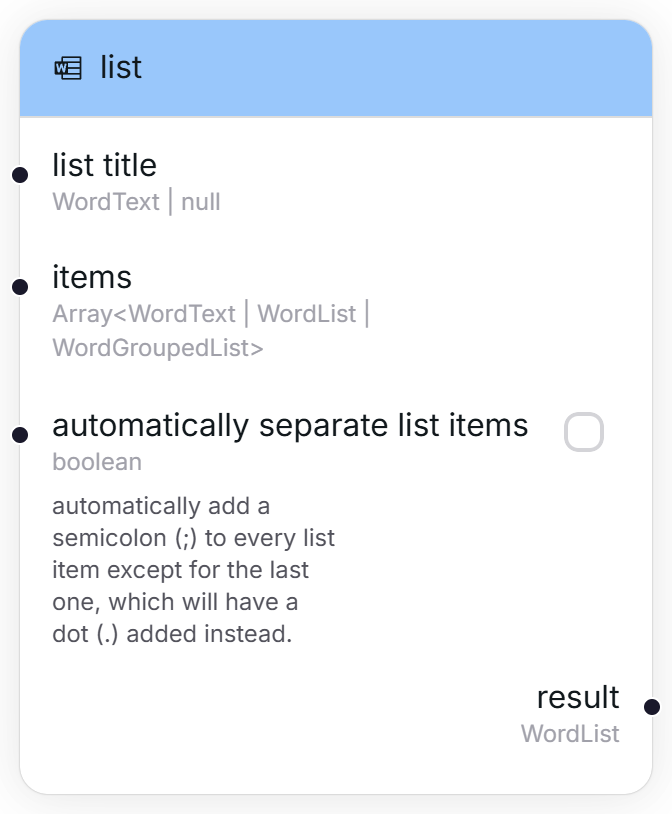 list
list title
WordText | null
items
Array<WordText | WordList |
WordGroupedList>
automatically separate list items
boolean
automatically add a
semicolon (;) to every list
item except for the last
one, which will have a
dot (.) added instead.
result
WordList